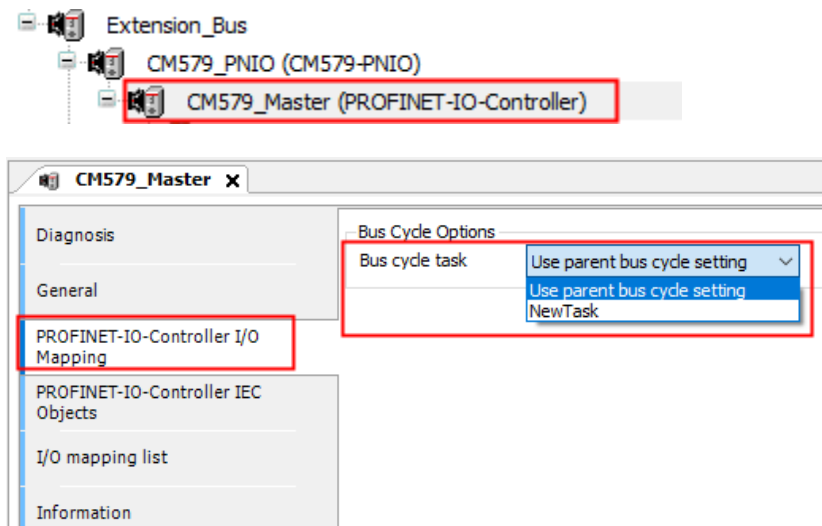 Extension_Bus
CM579_PNIO (CM579-PNIO)
CM579_Master (PROFINET-IO-Controller)
CM579_Master x
Diagnosis
General
PROFINET-IO-Controller I/O
Mapping
PROFINET-IO-Controller IEC
Objects
I/O mapping list
Information
Bus Cycle Options
Bus cycle task
Use parent bus cycle setting
Use parent bus cycle setting
NewTask